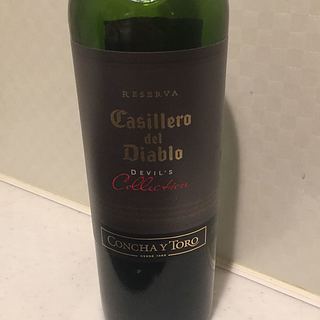 RESERVA
Casillero
del
Diablo
DEVIL'S
Collection
CONCHA Y TORO